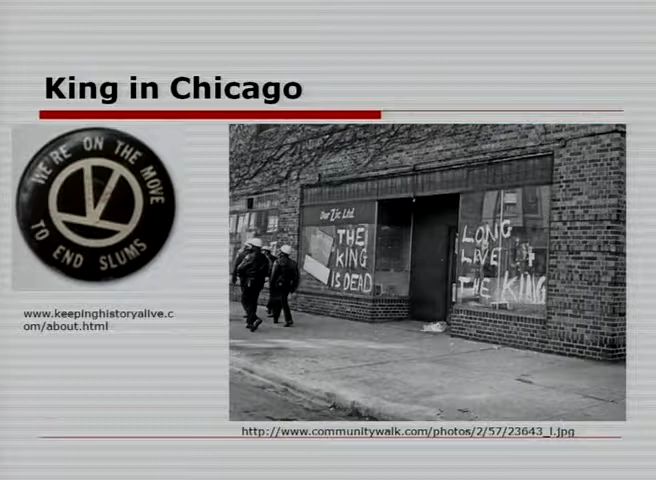 King in Chicago
WE'RE ON THE MOVE
TO END SLUMS
www.keepinghistoryalive.c
om/about.html
Ltd.
THE
KING
IS DEAD
LONG
LIVE
THE KING
http://www.communitywalk.com/photos/2/57/23643_l.jpg